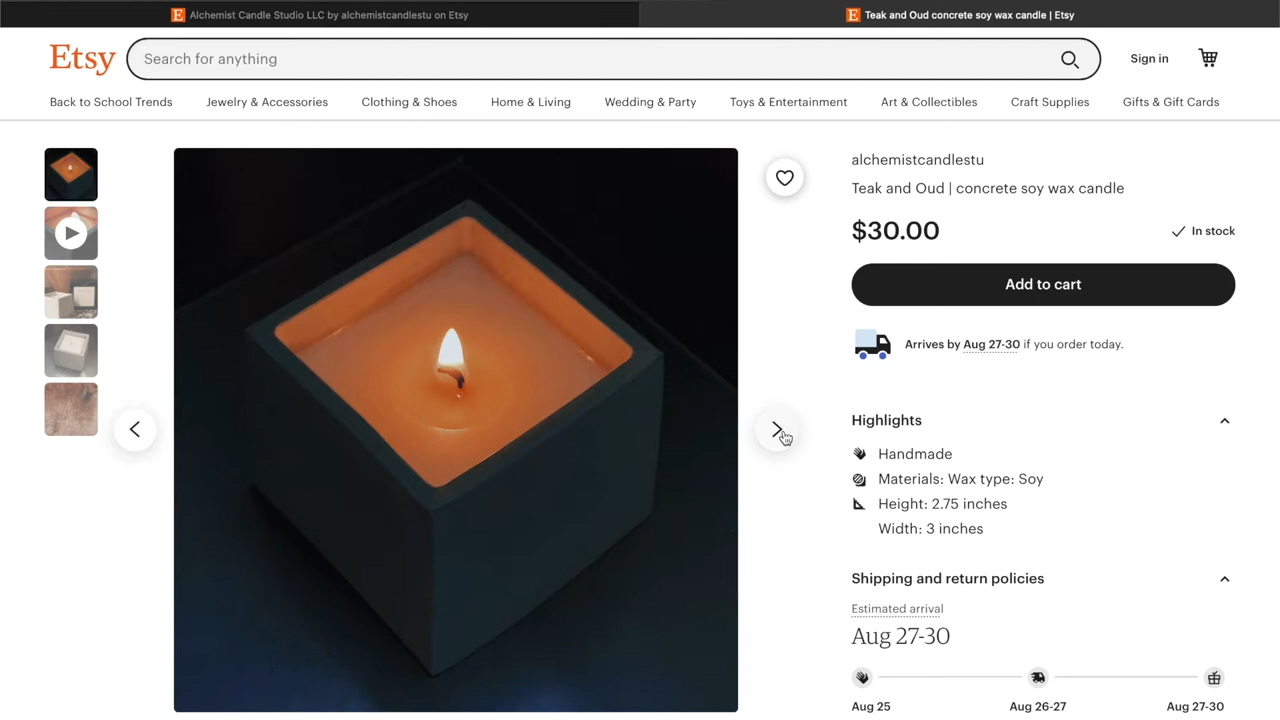 Alchemist Candle Studio LLC by alchemistcandlestu on Etsy
Teak and Oud concrete soy wax candle | Etsy
Etsy
Search for anything
Sign in
Back to School Trends
Jewelry & Accessories
Clothing & Shoes
Home & Living
Wedding & Party
Toys & Entertainment
Art & Collectibles
Craft Supplies
Gifts & Gift Cards
alchemistcandlestu
Teak and Oud | concrete soy wax candle
$30.00
In stock
Add to cart
Arrives by Aug 27-30 if you order today.
Highlights
Handmade
Materials: Wax type: Soy
Height: 2.75 inches
Width: 3 inches
Shipping and return policies
Estimated arrival
Aug 27-30
Aug 25
Aug 26-27
Aug 27-30